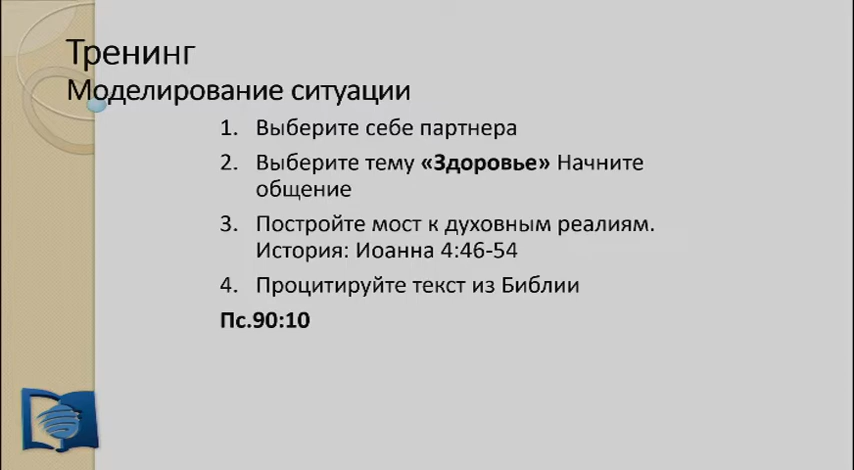 Тренинг
Моделирование ситуации
1. Выберите себе партнера
2. Выберите тему «Здоровье» Начните
общение
3. Постройте мост к духовным реалиям.
История: Иоанна 4:46-54
4. Процитируйте текст из Библии
Пс.90:10